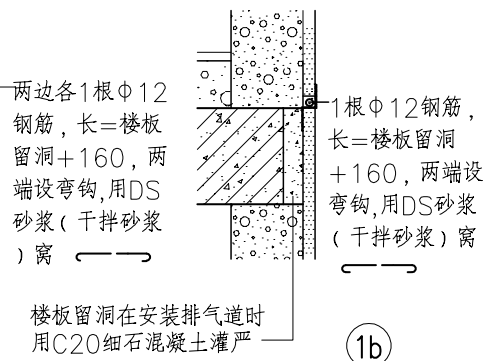 两边各1根Φ12
钢筋，长=楼板
留洞+160，两
端设弯钩,用DS
砂浆(干拌砂浆
)窝
1根Φ12钢筋，
长=楼板留洞
+160，两端设
弯钩,用DS砂浆
(干拌砂浆)窝
楼板留洞在安装排气道时
用C20细石混凝土灌严
1b